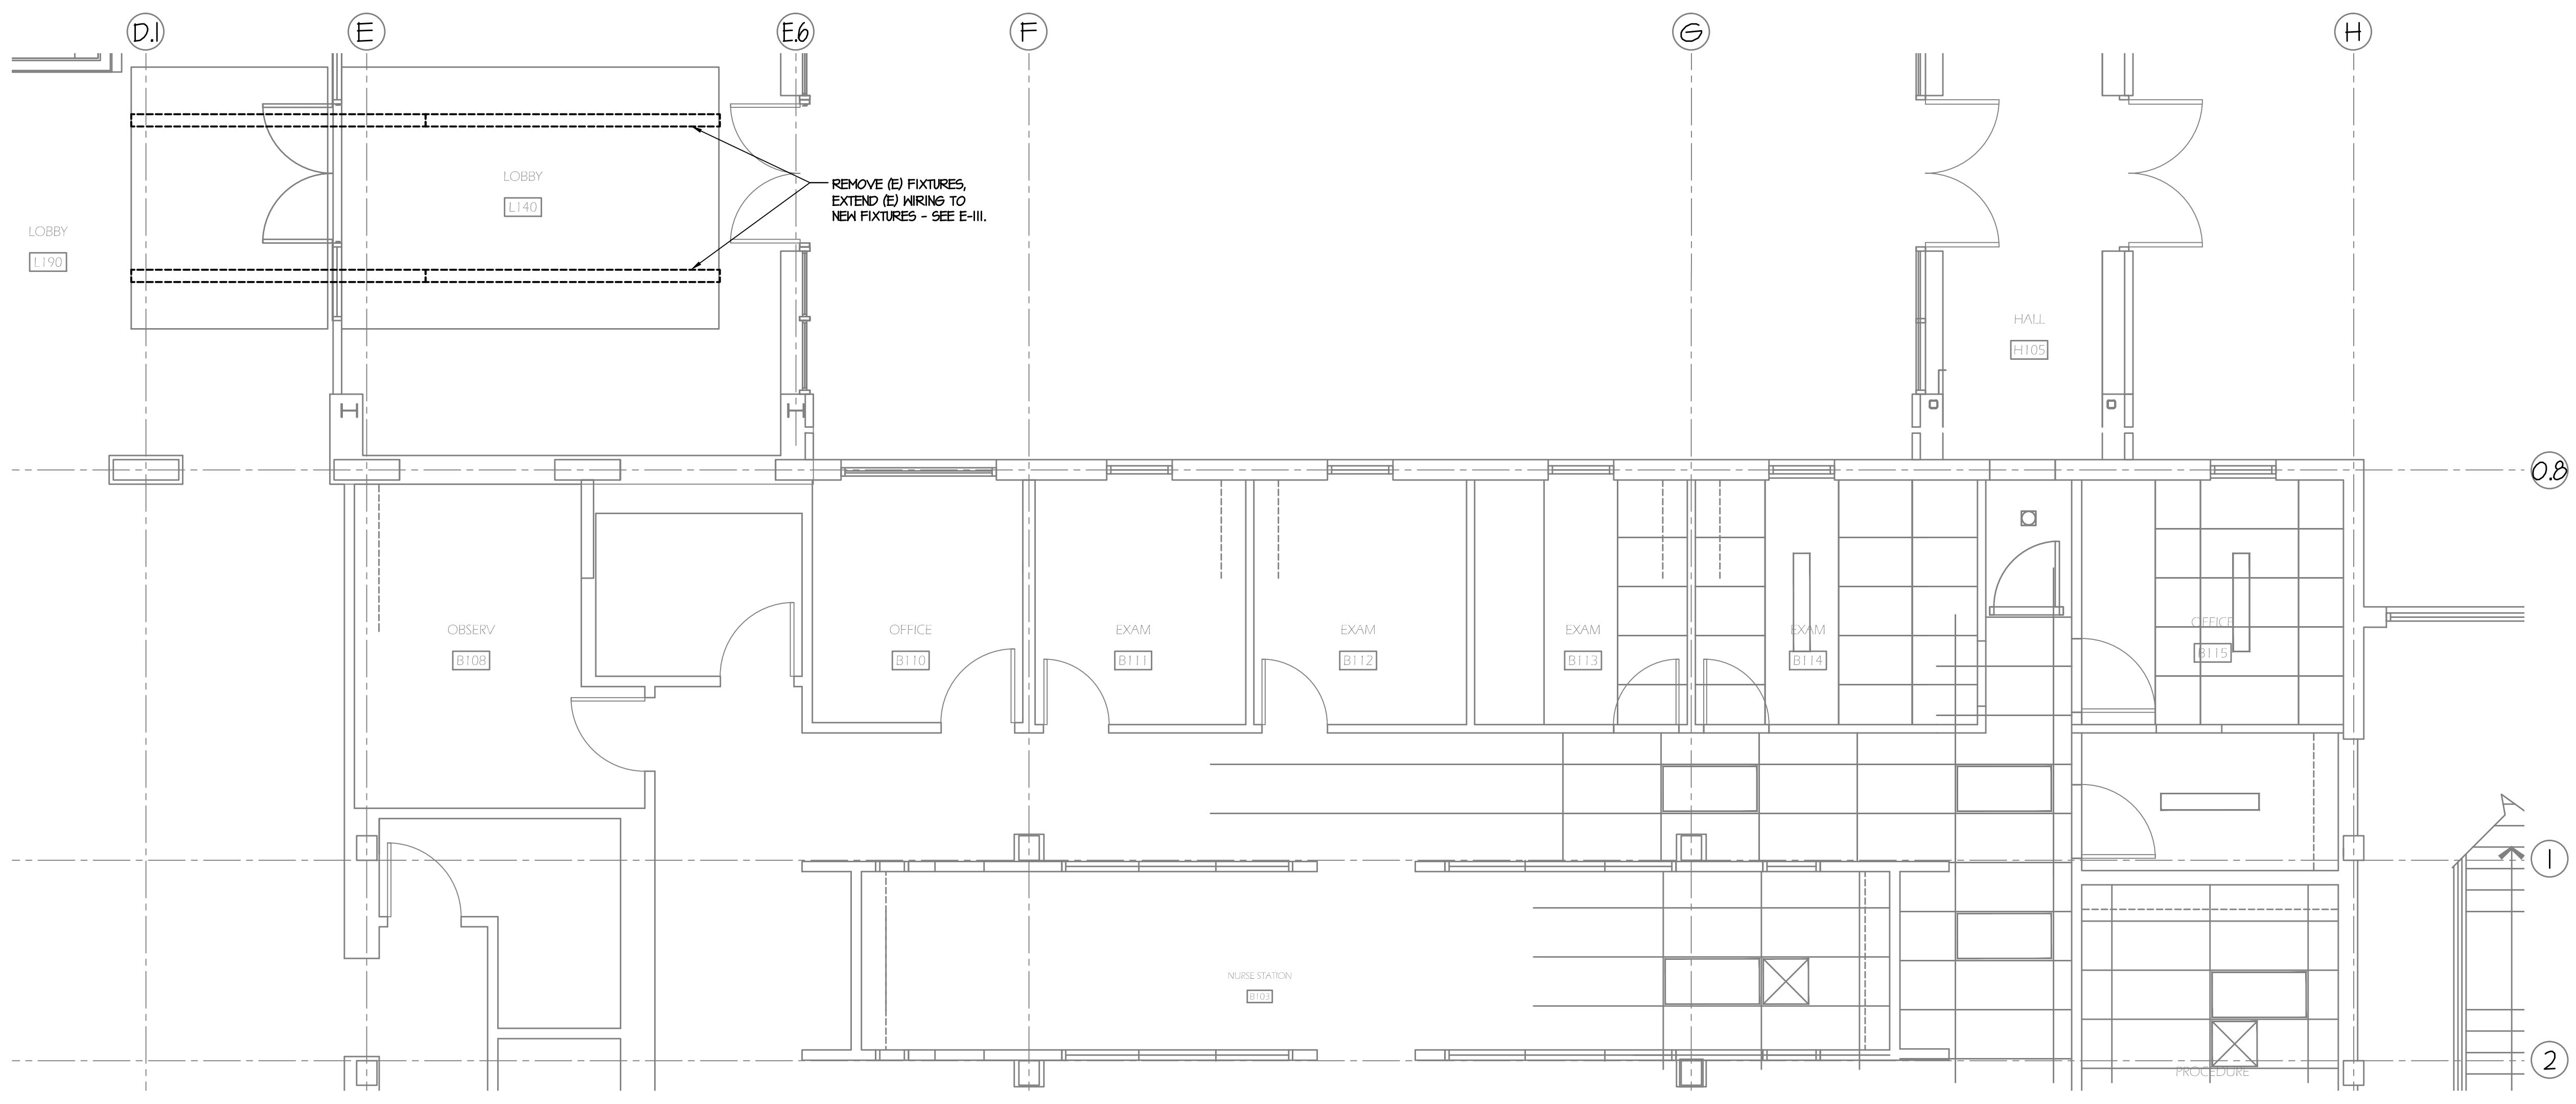 D.1
E
E.6
F
G
H
LOBBY
L140
REMOVE (E) FIXTURES,
EXTEND (E) WIRING TO
NEW FIXTURES - SEE E-111.
LOBBY
L190
HALL
H105
0.8
OBSERV
B108
OFFICE
B110
EXAM
B111
EXAM
B112
EXAM
B113
EXAM
B114
OFFICE
B115
1
NURSE STATION
B103
2
PROCEDURE